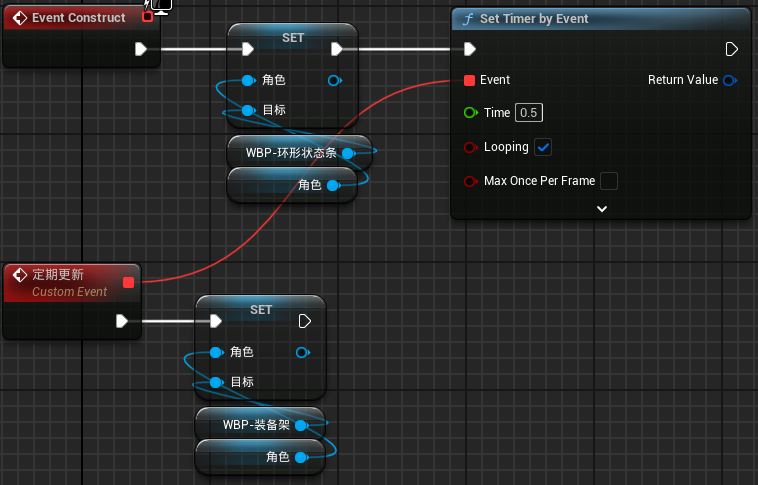 Event Construct
SET
角色
目标
WBP-环形状态条
角色
Set Timer by Event
Event
Return Value
Time 0.5
Looping
Max Once Per Frame
定期更新
Custom Event
SET
角色
目标
WBP-装备架
角色